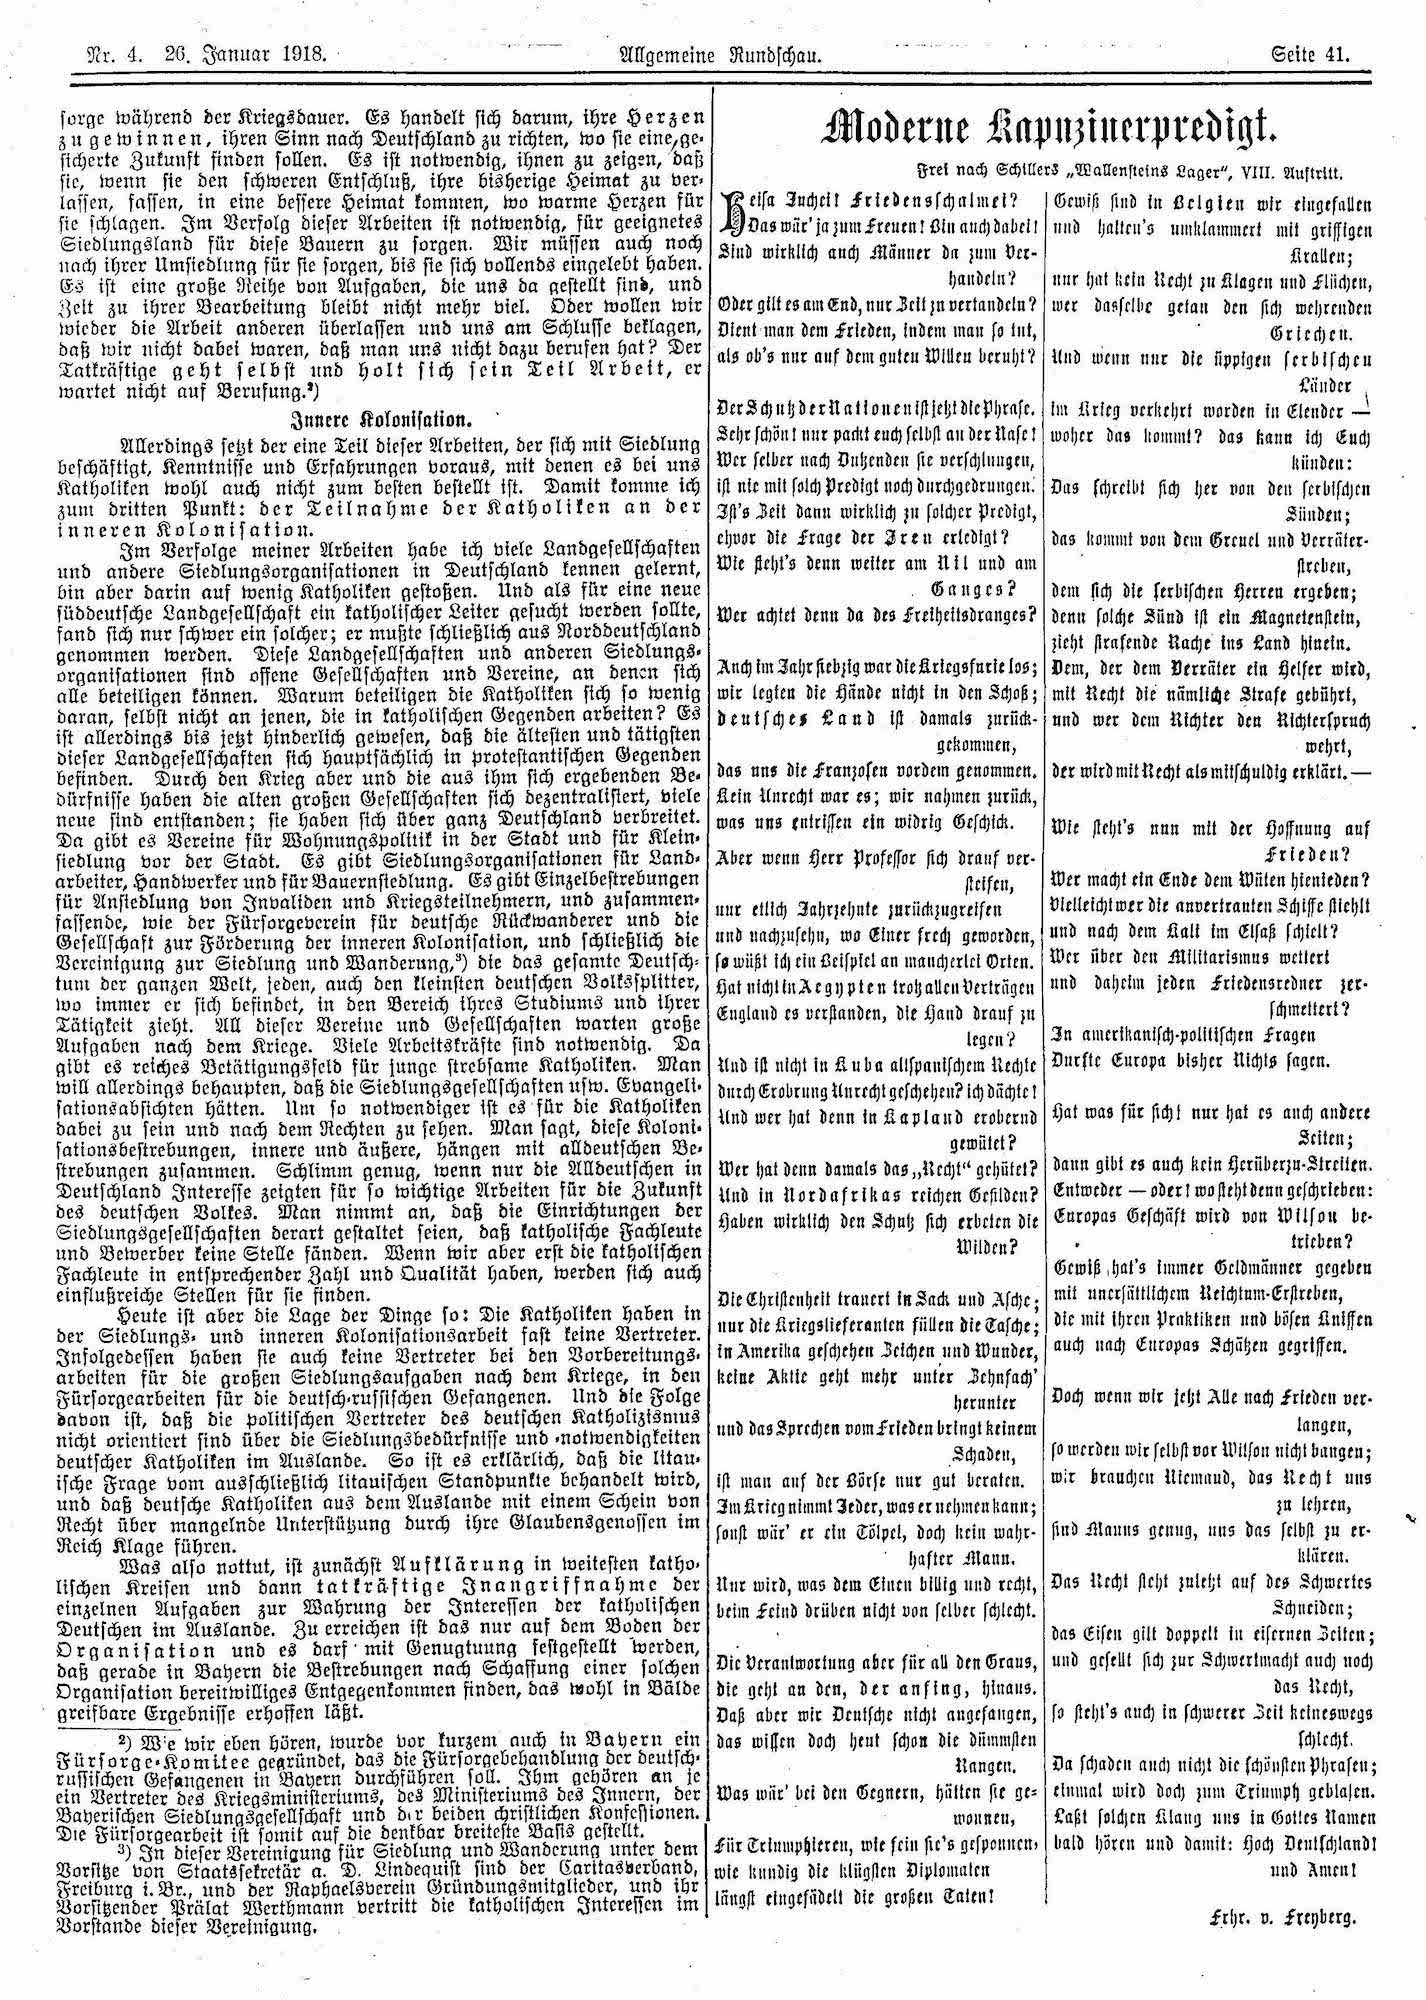 Nr. 4. 26. Januar 1918.
Allgemeine Rundschau.
Seite 41.
sorge während der Kriegsdauer. Es handelt sich darum, ihre Herzen
zu gewinnen, ihren Sinn nach Deutschland zu richten, wo sie eine ge-
sicherte Zukunft finden sollen. Es ist notwendig, ihnen zu zeigen, daß
sie, wenn sie den schweren Entschluß, ihre bisherige Heimat zu ver-
lassen, fassen, in eine bessere Heimat kommen, wo warme Herzen für
sie schlagen. Im Verfolg dieser Arbeiten ist notwendig, für geeignetes
Siedlungsland für diese Bauern zu sorgen. Wir müssen auch noch
nach ihrer Umsiedlung für sie sorgen, bis sie sich vollends eingelebt haben.
Es ist eine große Reihe von Aufgaben, die uns da gestellt sind, und
Zeit zu ihrer Bearbeitung bleibt nicht mehr viel. Oder wollen wir
wieder die Arbeit anderen überlassen und uns am Schlusse beklagen,
daß wir nicht dabei waren, daß man uns nicht dazu berufen hat? Der
Tatkräftige geht selbst und holt sich sein Teil Arbeit, er
wartet nicht auf Berufung.²)
Innere Kolonisation.
Allerdings setzt der eine Teil dieser Arbeiten, der sich mit Siedlung
beschäftigt, Kenntnisse und Erfahrungen voraus, mit denen es bei uns
Katholiken wohl auch nicht zum besten bestellt ist. Damit komme ich
zum dritten Punkt: der Teilnahme der Katholiken an der
inneren Kolonisation.
Im Verfolge meiner Arbeiten habe ich viele Landgesellschaften
und andere Siedlungsorganisationen in Deutschland kennen gelernt,
bin aber darin auf wenig Katholiken gestoßen. Und als für eine neue
süddeutsche Landgesellschaft ein katholischer Leiter gesucht werden sollte,
fand sich nur schwer ein solcher; er mußte schließlich aus Norddeutschland
genommen werden. Diese Landgesellschaften und anderen Siedlungs-
organisationen sind offene Gesellschaften und Vereine, an denen sich
alle beteiligen können. Warum beteiligen die Katholiken sich so wenig
daran, selbst nicht an jenen, die in katholischen Gegenden arbeiten? Es
ist allerdings bis jetzt hinderlich gewesen, daß die ältesten und tätigsten
dieser Landgesellschaften sich hauptsächlich in protestantischen Gegenden
befinden. Durch den Krieg aber und die aus ihm sich ergebenden Be-
dürfnisse haben die alten großen Gesellschaften sich dezentralisiert, viele
neue sind entstanden; sie haben sich über ganz Deutschland verbreitet.
Da gibt es Vereine für Wohnungspolitik in der Stadt und für Klein-
siedlung vor der Stadt. Es gibt Siedlungsorganisationen für Land-
arbeiter, Handwerker und für Bauernsiedlung. Es gibt Einzelbestrebungen
für Ansiedlung von Invaliden und Kriegsteilnehmern, und zusammen-
fassende, wie der Fürsorgeverein für deutsche Rückwanderer und die
Gesellschaft zur Förderung der inneren Kolonisation, und schließlich die
Vereinigung zur Siedlung und Wanderung,³) die das gesamte Deutsch-
tum der ganzen Welt, jeden, auch den kleinsten deutschen Volkssplitter,
wo immer er sich befindet, in den Bereich ihres Studiums und ihrer
Tätigkeit zieht. All dieser Vereine und Gesellschaften warten große
Aufgaben nach dem Kriege. Viele Arbeitskräfte sind notwendig. Da
gibt es reiches Betätigungsfeld für junge strebsame Katholiken. Man
will allerdings behaupten, daß die Siedlungsgesellschaften usw. Evangeli-
sationsabsichten hätten. Um so notwendiger ist es für die Katholiken
dabei zu sein und nach dem Rechten zu sehen. Man sagt, diese Koloni-
sationsbestrebungen, innere und äußere, hängen mit alldeutschen Be-
strebungen zusammen. Schlimm genug, wenn nur die Alldeutschen in
Deutschland Interesse zeigten für so wichtige Arbeiten für die Zukunft
des deutschen Volkes. Man nimmt an, daß die Einrichtungen der
Siedlungsgesellschaften derart gestaltet seien, daß katholische Fachleute
und Bewerber keine Stelle fänden. Wenn wir aber erst die katholischen
Fachleute in entsprechender Zahl und Qualität haben, werden sich auch
einflußreiche Stellen für sie finden.
Heute ist aber die Lage der Dinge so: Die Katholiken haben in
der Siedlungs- und inneren Kolonisationsarbeit fast keine Vertreter.
Infolgedessen haben sie auch keine Vertreter bei den Vorbereitungs-
arbeiten für die großen Siedlungsaufgaben nach dem Kriege, in den
Fürsorgearbeiten für die deutsch-russischen Gefangenen. Und die Folge
davon ist, daß die politischen Vertreter des deutschen Katholizismus
nicht orientiert sind über die Siedlungsbedürfnisse und -notwendigkeiten
deutscher Katholiken im Auslande. So ist es erklärlich, daß die litau-
ische Frage vom ausschließlich litauischen Standpunkte behandelt wird,
und daß deutsche Katholiken aus dem Auslande mit einem Schein von
Recht über mangelnde Unterstützung durch ihre Glaubensgenossen im
Reich Klage führen.
Was also nottut, ist zunächst Aufklärung in weitesten katho-
lischen Kreisen und dann tatkräftige Inangriffnahme der
einzelnen Aufgaben zur Wahrung der Interessen der katholischen
Deutschen im Auslande. Zu erreichen ist das nur auf dem Boden der
Organisation und es darf mit Genugtuung festgestellt werden,
daß gerade in Bayern die Bestrebungen nach Schaffung einer solchen
Organisation bereitwilliges Entgegenkommen finden, das wohl in Bälde
greifbare Ergebnisse erhoffen läßt.
²) Wie wir eben hören, wurde vor kurzem auch in Bayern ein
Fürsorge-Komitee gegründet, das die Fürsorgebehandlung der deutsch-
russischen Gefangenen in Bayern durchführen soll. Ihm gehören an je
ein Vertreter des Kriegsministeriums, des Ministeriums des Innern, der
Bayerischen Siedlungsgesellschaft und der beiden christlichen Konfessionen.
Die Fürsorgearbeit ist somit auf die denkbar breiteste Basis gestellt.
³) In dieser Vereinigung für Siedlung und Wanderung unter dem
Vorsitze von Staatssekretär a. D. Lindequist sind der Caritasverband,
Freiburg i. Br., und der Raphaelsverein Gründungsmitglieder, und ihr
Vorsitzender Prälat Werthmann vertritt die katholischen Interessen im
Vorstande dieser Vereinigung.
Moderne Kapuzinerpredigt.
Frei nach Schillers „Wallensteins Lager", VIII. Auftritt.
Heisa Juchei! Friedensschalmei?
Das wär' ja zum Freuen! Bin auch dabei!
Sind wirklich auch Männer da zum Ver-
handeln?
Oder gilt es am End, nur Zeit zu vertandeln?
Dient man dem Frieden, indem man so tut,
als ob's nur auf dem guten Willen beruht?
Der Schutz der Nationen ist jetzt die Phrase.
Sehr schön! nur packt euch selbst an der Nase!
Wer selber nach Dutzenden sie verschlungen,
ist nie mit solch Predigt noch durchgedrungen.
Ist's Zeit dann wirklich zu solcher Predigt,
ehvor die Frage der Iren erledigt?
Wie steht's denn weiter am Nil und am
Ganges?
Wer achtet denn da des Freiheitsdranges?
Auch im Jahr siebzig war die Kriegsfurie los;
wir legten die Hände nicht in den Schoß;
deutsches Land ist damals zurück-
gekommen,
das uns die Franzosen vordem genommen.
Kein Unrecht war es; wir nahmen zurück,
was uns entrissen ein widrig Geschick.
Aber wenn Herr Professor sich drauf ver-
steifen,
nur etlich Jahrzehnte zurückzugreifen
und nachzusehn, wo Einer frech geworden,
so wüßt ich ein Beispiel an mancherlei Orten.
Hat nicht in Aegypten trotz allen Verträgen
England es verstanden, die Hand drauf zu
legen?
Und ist nicht in Kuba altspanischem Rechte
durch Erobrung Unrecht geschehen? ich dächte!
Und wer hat denn in Kapland erobernd
gewütet?
Wer hat denn damals das „Recht" gehütet?
Und in Nordafrikas reichen Gefilden?
Haben wirklich den Schutz sich erbeten die
Wilden?
Die Christenheit trauert in Sack und Asche;
nur die Kriegslieferanten füllen die Tasche;
in Amerika geschehen Zeichen und Wunder,
keine Aktie geht mehr unter Zehnfach'
herunter
und das Sprechen vom Frieden bringt keinem
Schaden,
ist man auf der Börse nur gut beraten.
Im Krieg nimmt Jeder, was er nehmen kann;
sonst wär' er ein Tölpel, doch kein wahr-
hafter Mann.
Nur wird, was dem Einen billig und recht,
beim Feind drüben nicht von selber schlecht.
Die Verantwortung aber für all den Graus,
die geht an den, der anfing, hinaus.
Daß aber wir Deutsche nicht angefangen,
das wissen doch heut schon die dümmsten
Rangen.
Was wär' bei den Gegnern, hätten sie ge-
wonnen,
Für Triumphieren, wie fein sie's gesponnen,
wie kundig die klügsten Diplomaten
längst eingefädelt die großen Taten!
Gewiß sind in Belgien wir eingefallen
und halten's umklammert mit griffigen
Krallen;
nur hat kein Recht zu Klagen und Flüchen,
wer dasselbe getan den sich wehrenden
Griechen.
Und wenn nur die üppigen serbischen
Länder
im Krieg verkehrt worden in Elender —
woher das kommt? das kann ich Euch
künden:
Das schreibt sich her von den serbischen
Sünden;
das kommt von dem Greuel und Verräter-
streben,
dem sich die serbischen Herren ergeben;
denn solche Sünd ist ein Magnetenstein,
zieht strafende Rache ins Land hinein.
Dem, der dem Verräter ein Helfer wird,
mit Recht die nämliche Strafe gebührt,
und wer dem Richter den Richterspruch
wehrt,
der wird mit Recht als mitschuldig erklärt. —
Wie steht's nun mit der Hoffnung auf
Frieden?
Wer macht ein Ende dem Wüten hienieden?
Vielleicht wer die anvertrauten Schiffe stiehlt
und nach dem Kali im Elsaß schielt?
Wer über den Militarismus wettert
und daheim jeden Friedensredner zer-
schmettert?
In amerikanisch-politischen Fragen
Durfte Europa bisher Nichts sagen.
Hat was für sich! nur hat es auch andere
Seiten;
dann gibt es auch kein Herüberzu-Streiten.
Entweder — oder! wo steht denn geschrieben:
Europas Geschäft wird von Wilson be-
trieben?
Gewiß hat's immer Geldmänner gegeben
mit unersättlichem Reichtum-Erstreben,
die mit ihren Praktiken und bösen Kniffen
auch nach Europas Schätzen gegriffen.
Doch wenn wir jetzt Alle nach Frieden ver-
langen,
so werden wir selbst vor Wilson nicht bangen;
wir brauchen Niemand, das Recht uns
zu lehren,
sind Manns genug, uns das selbst zu er-
klären.
Das Recht steht zuletzt auf des Schwertes
Schneiden;
das Eisen gilt doppelt in eisernen Zeiten;
und gesellt sich zur Schwertmacht auch noch
das Recht,
so steht's auch in schwerer Zeit keineswegs
schlecht.
Da schaden auch nicht die schönsten Phrasen;
einmal wird doch zum Triumph geblasen.
Laßt solchen Klang uns in Gottes Namen
bald hören und damit: Hoch Deutschland!
und Amen!
Frhr. v. Freyberg.